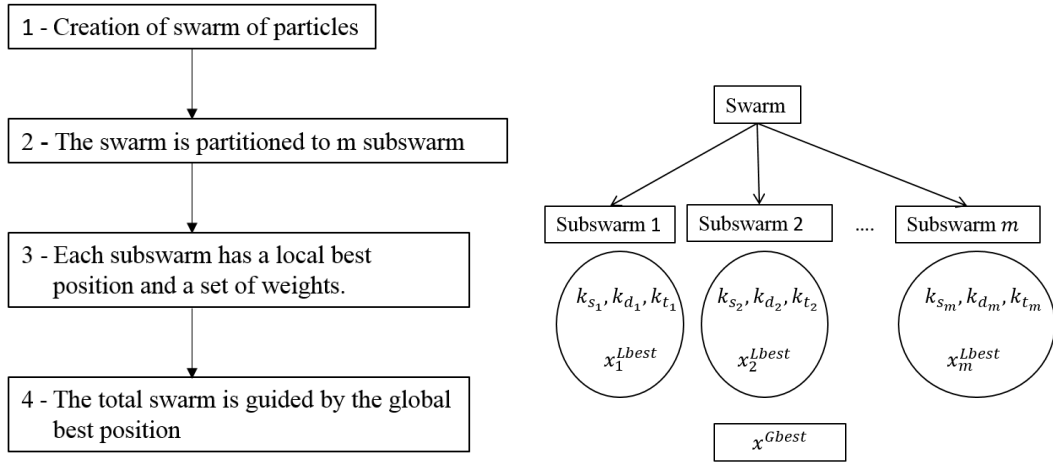 1 - Creation of swarm of particles
2 - The swarm is partitioned to m subswarm
3 - Each subswarm has a local best
position and a set of weights.
4 - The total swarm is guided by the global
best position
Swarm
Subswarm 1
Subswarm 2
....
Subswarm m
k_{s_1}, k_{d_1}, k_{t_1}
k_{s_2}, k_{d_2}, k_{t_2}
k_{s_m}, k_{d_m}, k_{t_m}
x_1^{Lbest}
x_2^{Lbest}
x_m^{Lbest}
x^{Gbest}